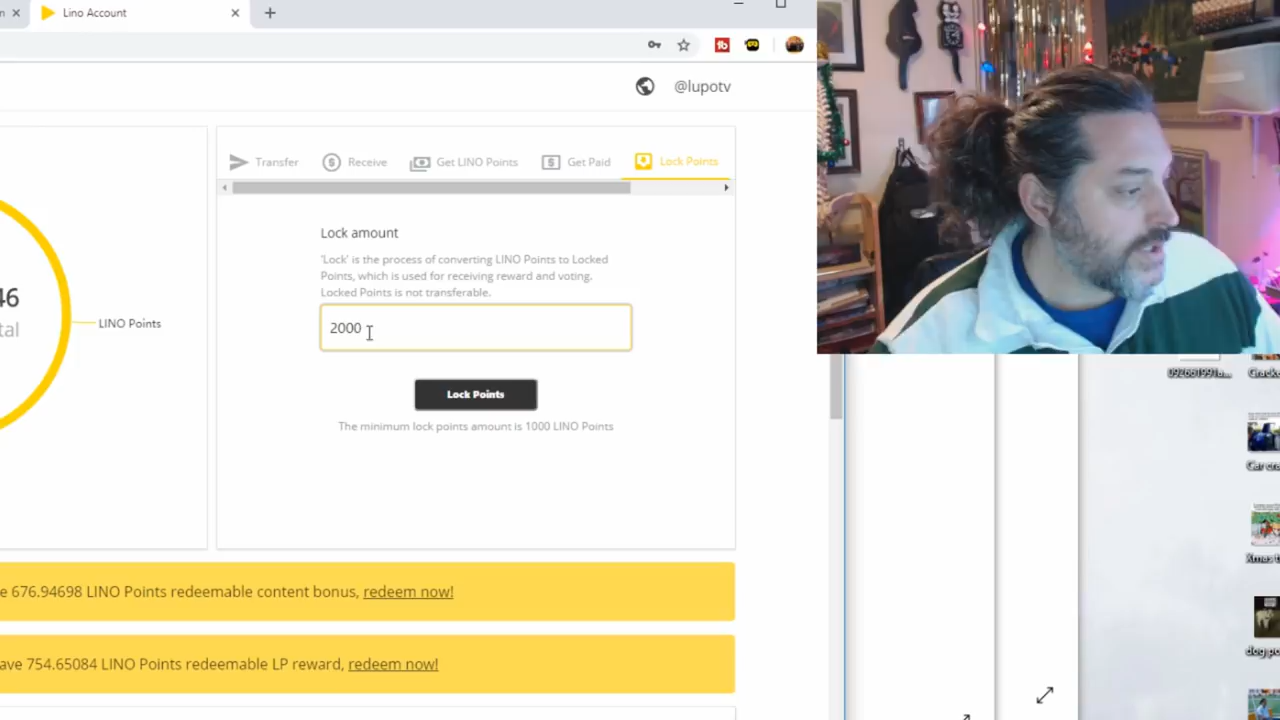 Lino Account
@lupotv
Transfer
Receive
Get LINO Points
Get Paid
Lock Points
46
LINO Points
Lock amount
'Lock' is the process of converting LINO Points to Locked
Points, which is used for receiving reward and voting.
Locked Points is not transferable.
2000
Lock Points
The minimum lock points amount is 1000 LINO Points
676.94698 LINO Points redeemable content bonus, redeem now!
754.65084 LINO Points redeemable LP reward, redeem now!